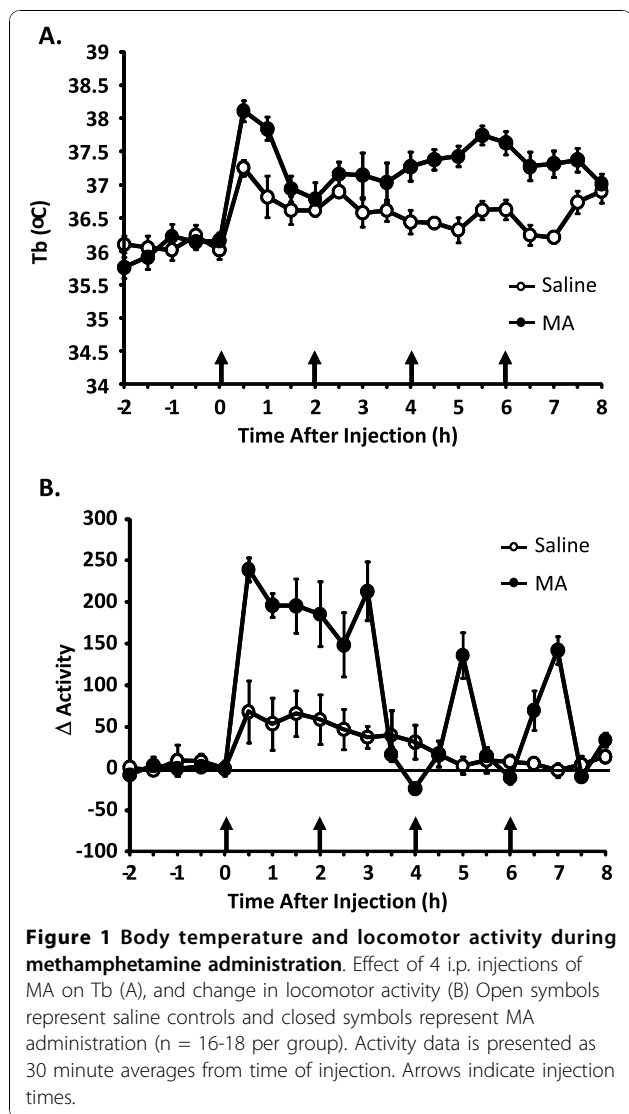 A.
39
38.5
38
37.5
37
36.5
36
35.5
35
34.5
34
Tb (oC)
Saline
MA
-2 -1 0 1 2 3 4 5 6 7 8
Time After Injection (h)
B.
300
250
200
150
100
50
0
-50
-100
Δ Activity
Saline
MA
-2 -1 0 1 2 3 4 5 6 7 8
Time After Injection (h)
Figure 1 Body temperature and locomotor activity during
methamphetamine administration. Effect of 4 i.p. injections of
MA on Tb (A), and change in locomotor activity (B) Open symbols
represent saline controls and closed symbols represent MA
administration (n = 16-18 per group). Activity data is presented as
30 minute averages from time of injection. Arrows indicate injection
times.